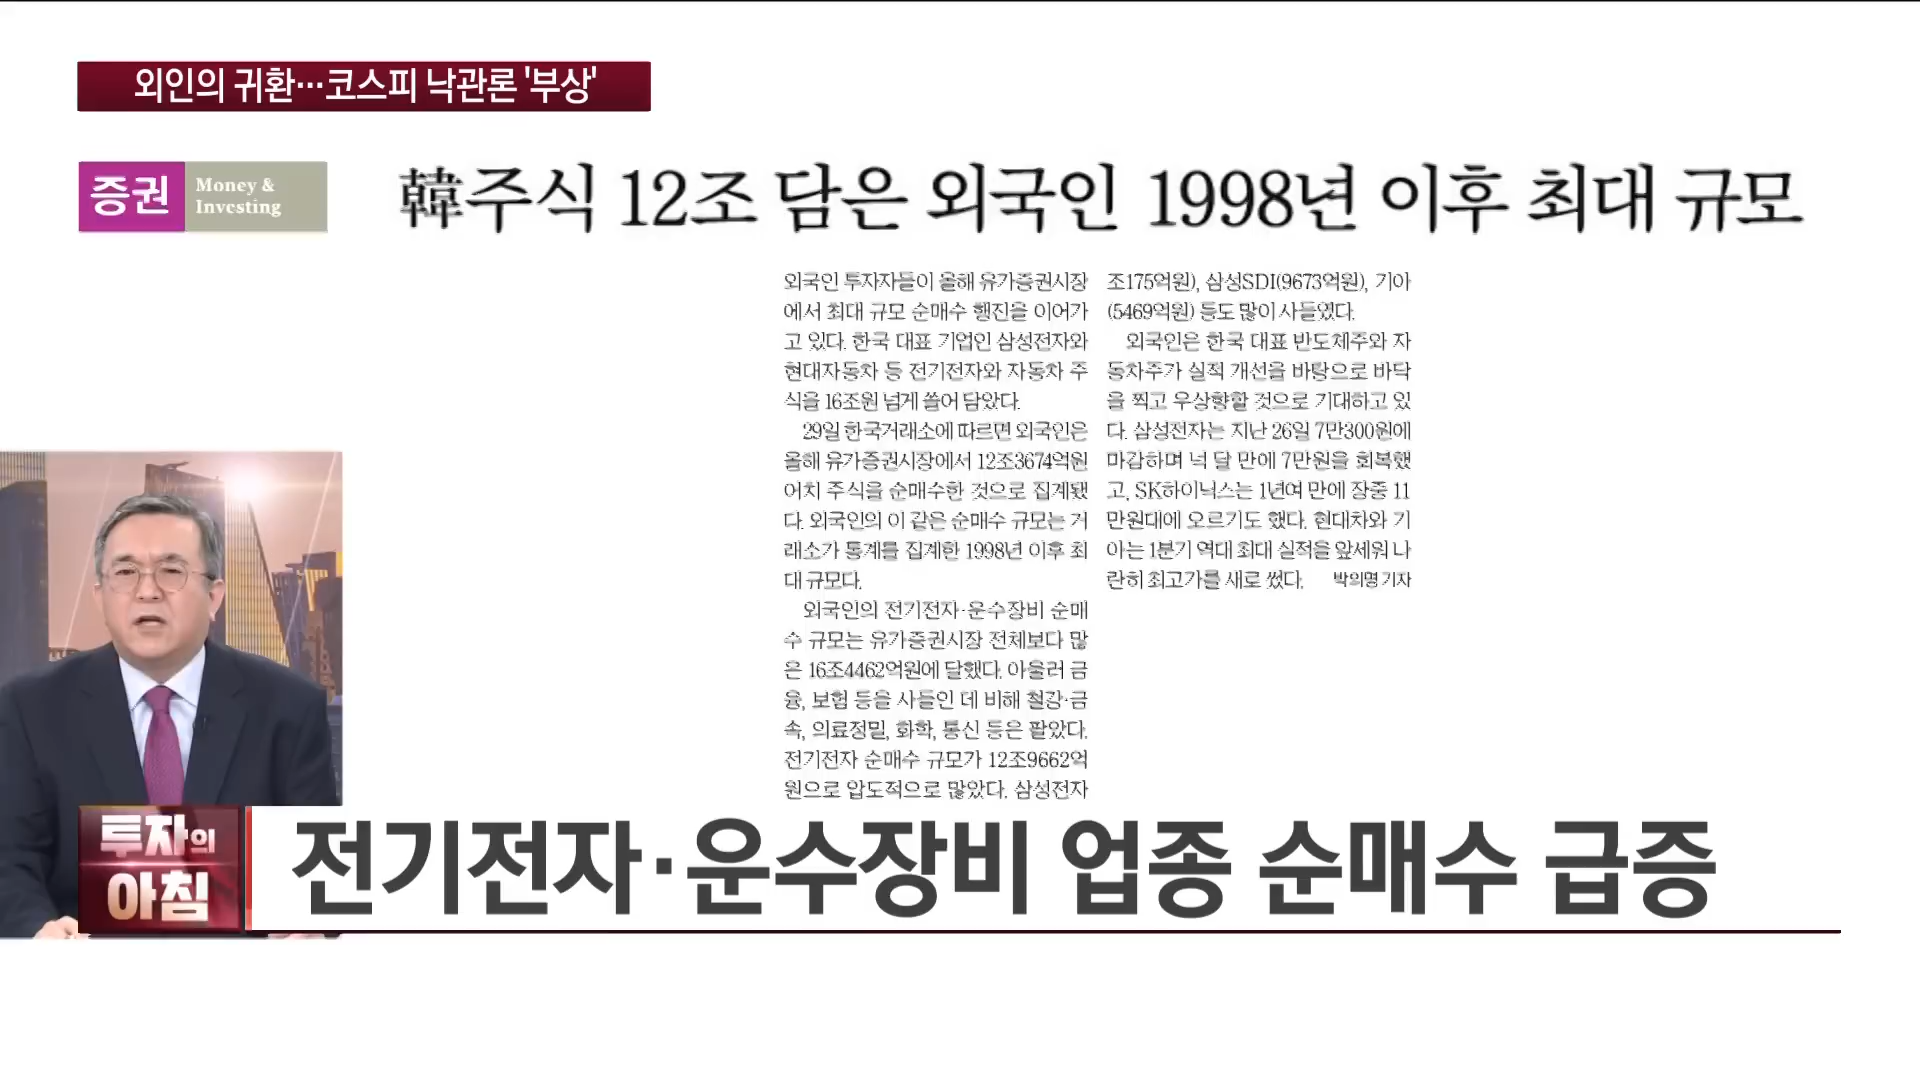 외인의 귀환…코스피 낙관론 '부상'
증권
Money &
Investing
韓주식 12조 담은 외국인 1998년 이후 최대 규모
외국인 투자자들이 올해 유가증권시장
에서 최대 규모 순매수 행진을 이어가
고 있다. 한국 대표 기업인 삼성전자와
현대자동차 등 전기전자와 자동차 주
식을 16조원 넘게 쓸어 담았다.
29일 한국거래소에 따르면 외국인은
올해 유가증권시장에서 12조3674억원
어치 주식을 순매수한 것으로 집계됐
다. 외국인의 이 같은 순매수 규모는 거
래소가 통계를 집계한 1998년 이후 최
대 규모다.
외국인의 전기전자·운수장비 순매
수 규모는 유가증권시장 전체보다 많
은 16조4462억원에 달했다. 아울러 금
융, 보험 등을 사들인 데 비해 철강·금
속, 의료정밀, 화학, 통신 등은 팔았다.
전기전자 순매수 규모가 12조9662억
원으로 압도적으로 많았다. 삼성전자
조175억원), 삼성SDI(9673억원), 기아
(5469억원) 등도 많이 사들였다.
외국인은 한국 대표 반도체주와 자
동차주가 실적 개선을 바탕으로 바닥
을 찍고 우상향할 것으로 기대하고 있
다. 삼성전자는 지난 26일 7만300원에
마감하며 넉 달 만에 7만원을 회복했
고, SK하이닉스는 1년여 만에 장중 11
만원대에 오르기도 했다. 현대차와 기
아는 1분기 역대 최대 실적을 앞세워 나
란히 최고가를 새로 썼다. 박의명 기자
투자의
아침
전기전자·운수장비 업종 순매수 급증